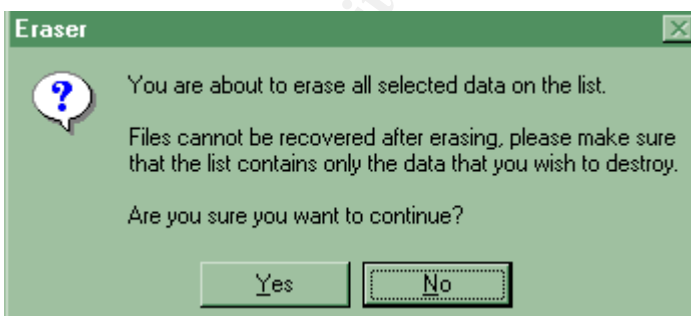 Eraser
You are about to erase all selected data on the list.
Files cannot be recovered after erasing, please make sure
that the list contains only the data that you wish to destroy.
Are you sure you want to continue?
Yes No